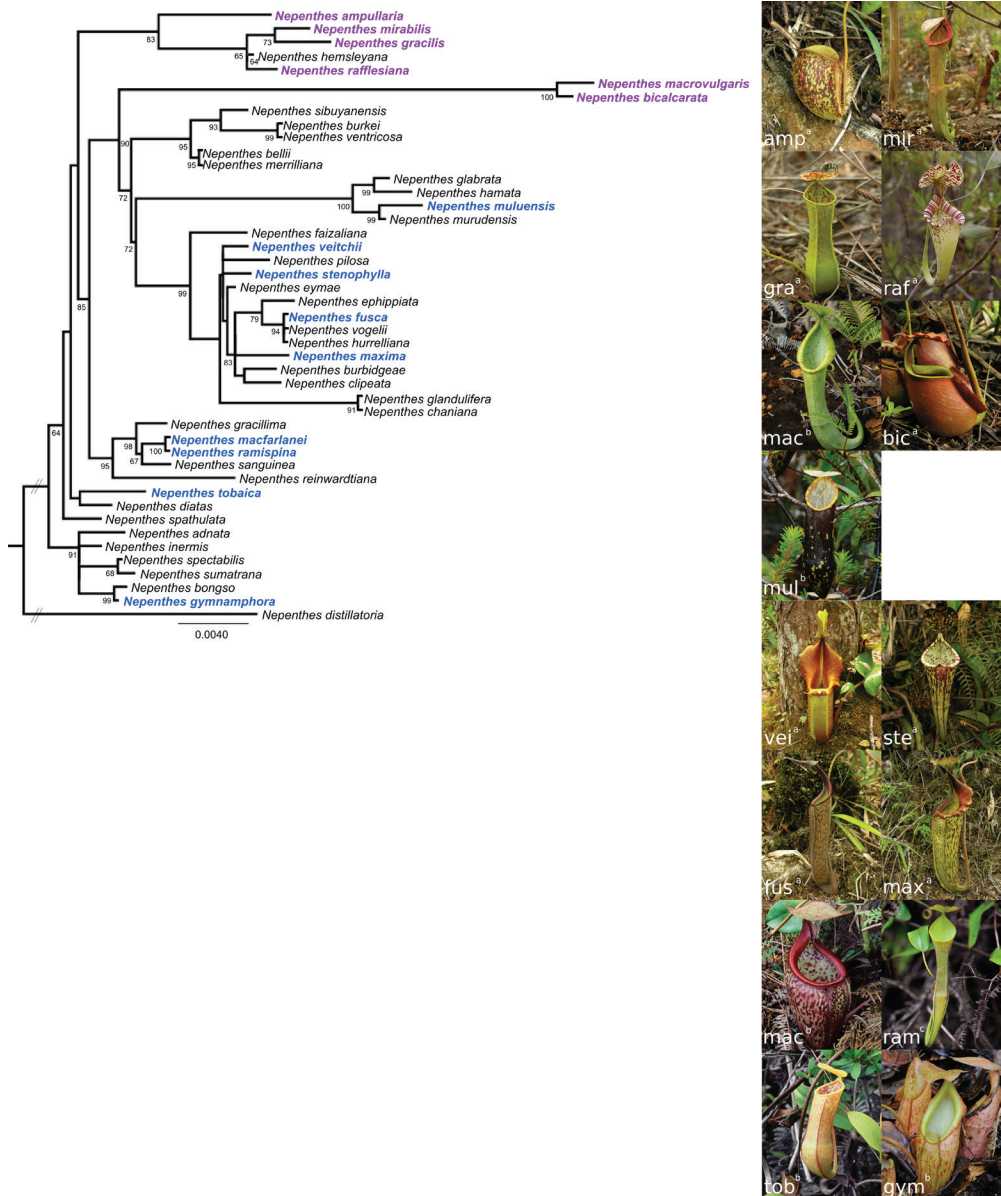 Nepenthes ampullaria
83
Nepenthes mirabilis
73
Nepenthes gracilis
65
64
Nepenthes hemsleyana
Nepenthes rafflesiana
Nepenthes macrovulgaris
100
Nepenthes bicalcarata
Nepenthes sibuyanensis
93
Nepenthes burkei
99
Nepenthes ventricosa
90
95
Nepenthes bellii
95
Nepenthes merrilliana
72
Nepenthes glabrata
99
Nepenthes hamata
100
Nepenthes muluensis
99
Nepenthes murudensis
72
Nepenthes faizaliana
Nepenthes veitchii
Nepenthes pilosa
99
Nepenthes stenophylla
Nepenthes eymae
85
Nepenthes ephippiata
79
Nepenthes fusca
94
Nepenthes vogelii
Nepenthes hurrelliana
83
Nepenthes maxima
Nepenthes burbidgeae
Nepenthes clipeata
Nepenthes glandulifera
91
Nepenthes chaniana
64
Nepenthes gracillima
98
Nepenthes macfarlanei
100
Nepenthes ramispina
67
Nepenthes sanguinea
95
Nepenthes reinwardtiana
Nepenthes tobaica
Nepenthes diatas
Nepenthes spathulata
Nepenthes adnata
91
Nepenthes inermis
Nepenthes spectabilis
68
Nepenthes sumatrana
Nepenthes bongso
99
Nepenthes gymnamphora
Nepenthes distillatoria
0.0040
amp a
mir a
gra a
raf a
mac b
bic a
mul b
vei a
ste a
fus a
max a
mac b
ram c
tob b
gym b